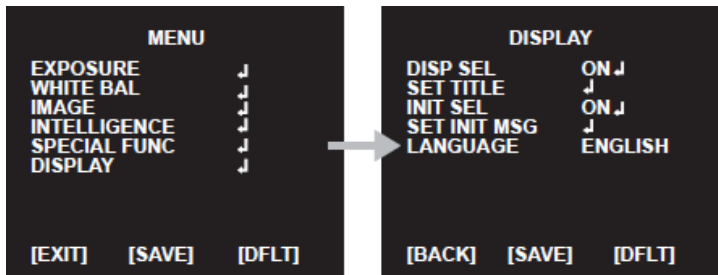 MENU
EXPOSURE ↲
WHITE BAL ↲
IMAGE ↲
INTELLIGENCE ↲
SPECIAL FUNC ↲
DISPLAY ↲
[EXIT] [SAVE] [DFLT]
DISPLAY
DISP SEL ON↲
SET TITLE ↲
INIT SEL ON↲
SET INIT MSG ↲
LANGUAGE ENGLISH
[BACK] [SAVE] [DFLT]